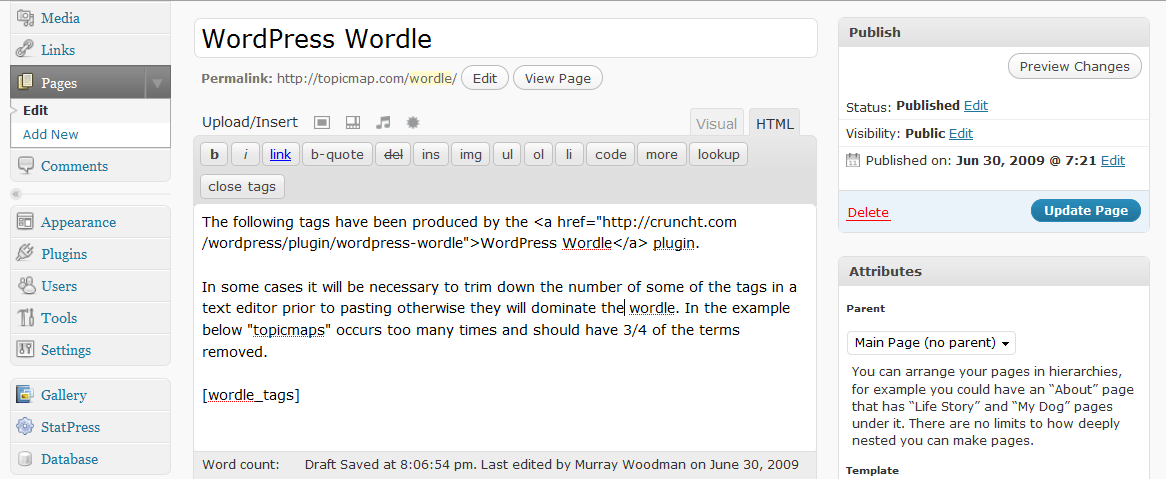 Media
Links
Pages
Edit
Add New
Comments
Appearance
Plugins
Users
Tools
Settings
Gallery
StatPress
Database
WordPress Wordle
Permalink: http://topicmap.com/wordle/ Edit View Page
Upload/Insert
Visual HTML
b i link b-quote del ins img ul ol li code more lookup
close tags
The following tags have been produced by the <a href="http://cruncht.com
/wordpress/plugin/wordpress-wordle">WordPress Wordle</a> plugin.
In some cases it will be necessary to trim down the number of some of the tags in a
text editor prior to pasting otherwise they will dominate the wordle. In the example
below "topicmaps" occurs too many times and should have 3/4 of the terms
removed.
[wordle_tags]
Word count: Draft Saved at 8:06:54 pm. Last edited by Murray Woodman on June 30, 2009
Publish
Preview Changes
Status: Published Edit
Visibility: Public Edit
Published on: Jun 30, 2009 @ 7:21 Edit
Delete Update Page
Attributes
Parent
Main Page (no parent)
You can arrange your pages in hierarchies,
for example you could have an “About” page
that has “Life Story” and “My Dog” pages
under it. There are no limits to how deeply
nested you can make pages.
Template